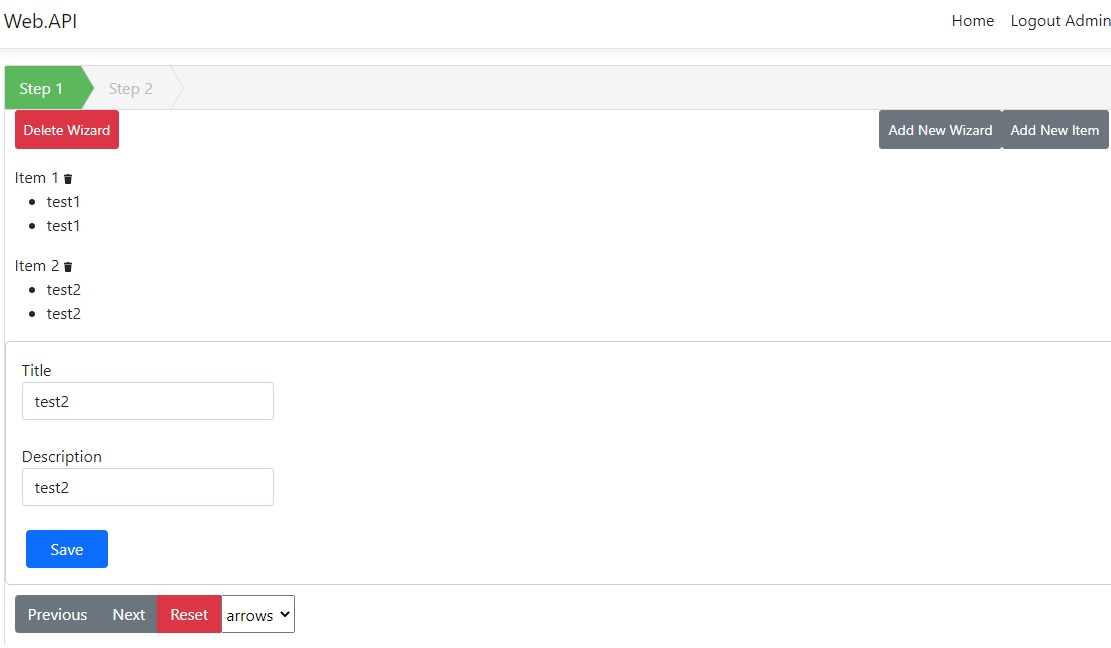 Web.API Home Logout Admin
Step 1 Step 2
Delete Wizard Add New Wizard Add New Item
Item 1
test1
test1
Item 2
test2
test2
Title
test2
Description
test2
Save
Previous Next Reset arrows